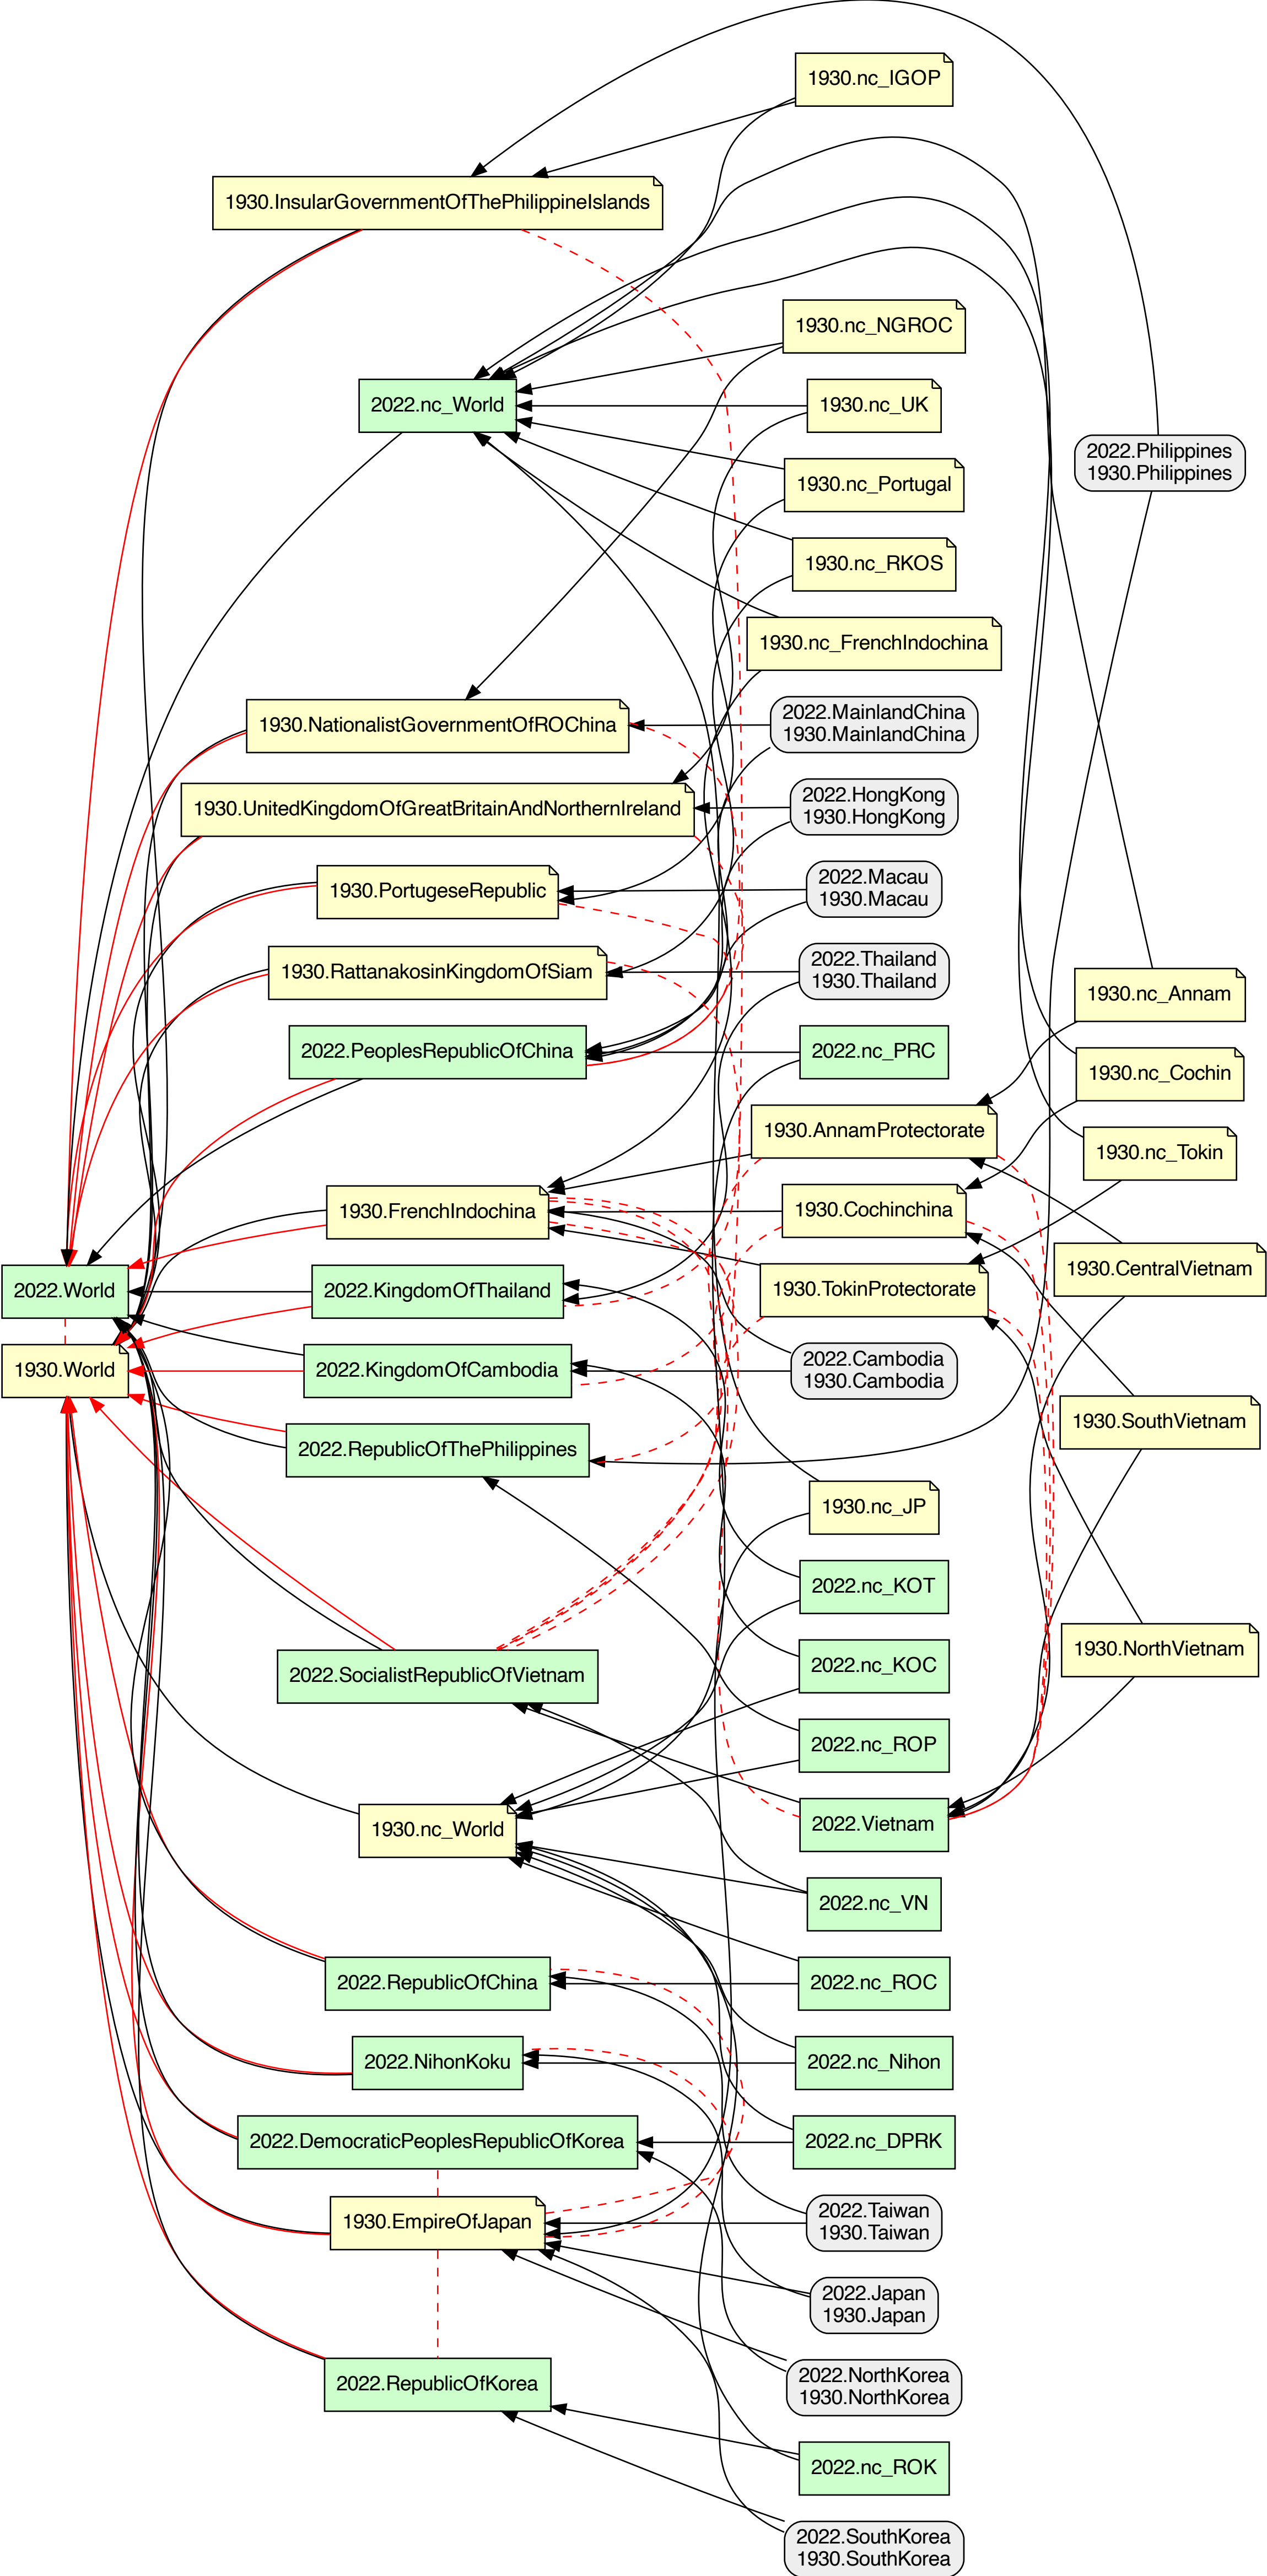 1930.nc_IGOP
1930.InsularGovernmentOfThePhilippineIslands
1930.nc_NGROC
2022.nc_World
1930.nc_UK
2022.Philippines
1930.Philippines
1930.nc_Portugal
1930.nc_RKOS
1930.nc_FrenchIndochina
1930.NationalistGovernmentOfROChina
2022.MainlandChina
1930.MainlandChina
1930.UnitedKingdomOfGreatBritainAndNorthernIreland
2022.HongKong
1930.HongKong
1930.PortugeseRepublic
2022.Macau
1930.Macau
1930.RattanakosinKingdomOfSiam
2022.Thailand
1930.Thailand
1930.nc_Annam
2022.PeoplesRepublicOfChina
2022.nc_PRC
1930.nc_Cochin
1930.AnnamProtectorate
1930.nc_Tokin
1930.FrenchIndochina
1930.Cochinchina
1930.CentralVietnam
2022.World
2022.KingdomOfThailand
1930.TokinProtectorate
1930.World
2022.KingdomOfCambodia
2022.Cambodia
1930.Cambodia
1930.SouthVietnam
2022.RepublicOfThePhilippines
1930.nc_JP
2022.nc_KOT
1930.NorthVietnam
2022.SocialistRepublicOfVietnam
2022.nc_KOC
2022.nc_ROP
1930.nc_World
2022.Vietnam
2022.nc_VN
2022.RepublicOfChina
2022.nc_ROC
2022.NihonKoku
2022.nc_Nihon
2022.DemocraticPeoplesRepublicOfKorea
2022.nc_DPRK
1930.EmpireOfJapan
2022.Taiwan
1930.Taiwan
2022.Japan
1930.Japan
2022.RepublicOfKorea
2022.NorthKorea
1930.NorthKorea
2022.nc_ROK
2022.SouthKorea
1930.SouthKorea